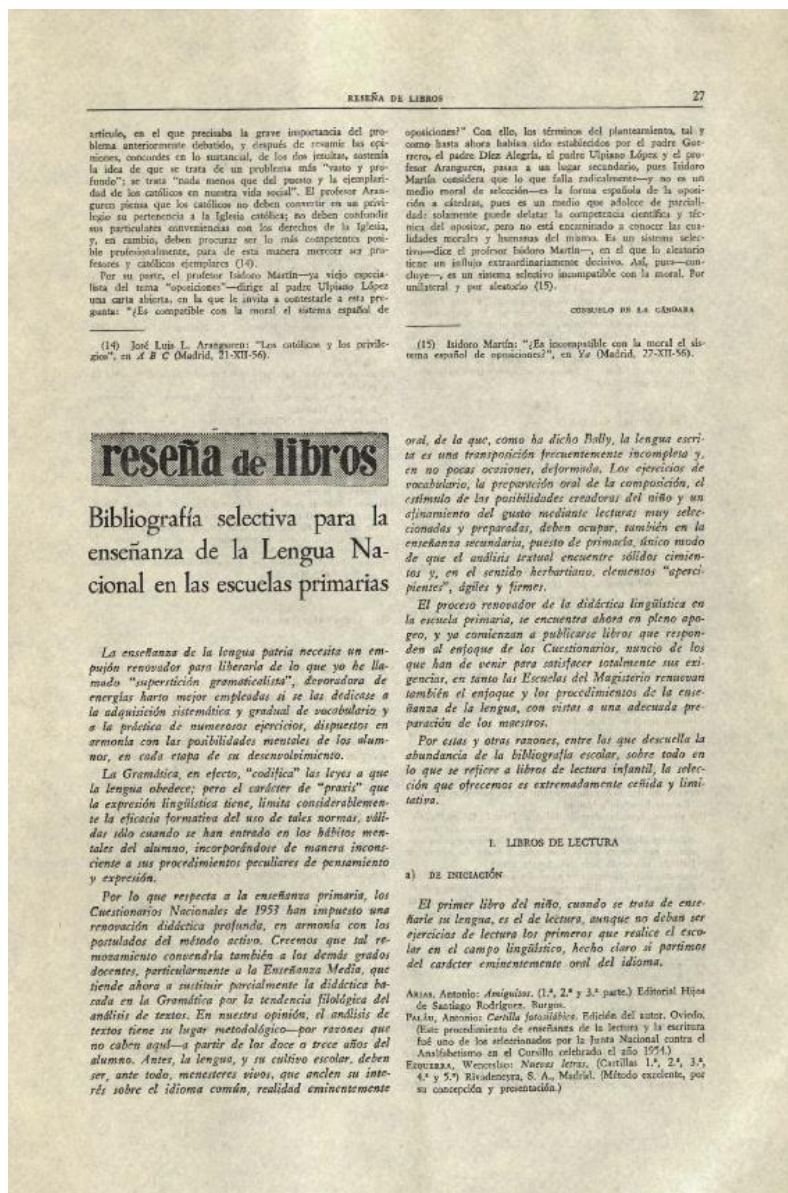 RESEÑA DE LIBROS
27
artículo, en el que precisaba la grave importancia del pro-
blema anteriormente debatido, y después de resumir las opi-
niones, concordes en lo sustancial, de los dos jesuitas, sostenía
la idea de que se trata de un problema más "vasto y pro-
fundo"; se trata "nada menos que del puesto y la ejemplari-
dad de los católicos en nuestra vida social". El profesor Aran-
guren piensa que los católicos no deben convertir en un privi-
legio su pertenencia a la Iglesia católica; no deben confundir
sus particulares conveniencias con los derechos de la Iglesia,
y, en cambio, deben procurar ser lo más competentes posi-
ble profesionalmente, para de esta manera merecer ser pro-
fesores y católicos ejemplares (14).
Por su parte, el profesor Isidoro Martín—ya viejo especia-
lista del tema "oposiciones"—dirige al padre Ulpiano López
una carta abierta, en la que le invita a contestarle a esta pre-
gunta: "¿Es compatible con la moral el sistema español de
(14) José Luis L. Aranguren: "Los católicos y los privile-
gios", en A B C (Madrid, 21-XII-56).
oposiciones?" Con ello, los términos del planteamiento, tal y
como hasta ahora habían sido establecidos por el padre Gue-
rrero, el padre Díez Alegría, el padre Ulpiano López y el pro-
fesor Aranguren, pasan a un lugar secundario, pues Isidoro
Martín considera que lo que falla radicalmente—y no es un
medio moral de selección—es la forma española de la oposi-
ción a cátedras, pues es un medio que adolece de parciali-
dad: solamente puede delatar la competencia científica y téc-
nica del opositor, pero no está encaminado a conocer las cua-
lidades morales y humanas del mismo. Es un sistema selec-
tivo—dice el profesor Isidoro Martín—, en el que lo aleatorio
tiene un influjo extraordinariamente decisivo. Así, pues—con-
cluye—, es un sistema selectivo incompatible con la moral. Por
unilateral y por aleatorio (15).
CONSUELO DE LA GÁNDARA
(15) Isidoro Martín: "¿Es incompatible con la moral el sis-
tema español de oposiciones?", en Ya (Madrid, 27-XII-56).
reseña de libros
Bibliografía selectiva para la
enseñanza de la Lengua Na-
cional en las escuelas primarias
La enseñanza de la lengua patria necesita un em-
pujón renovador para liberarla de lo que yo he lla-
mado "superstición gramaticalista", devoradora de
energías harto mejor empleadas si se las dedicase a
la adquisición sistemática y gradual de vocabulario y
a la práctica de numerosos ejercicios, dispuestos en
armonía con las posibilidades mentales de los alum-
nos, en cada etapa de su desenvolvimiento.
La Gramática, en efecto, "codifica" las leyes a que
la lengua obedece; pero el carácter de "praxis" que
la expresión lingüística tiene, limita considerablemen-
te la eficacia formativa del uso de tales normas, váli-
das sólo cuando se han entrado en los hábitos men-
tales del alumno, incorporándose de manera incons-
ciente a sus procedimientos peculiares de pensamiento
y expresión.
Por lo que respecta a la enseñanza primaria, los
Cuestionarios Nacionales de 1953 han impuesto una
renovación didáctica profunda, en armonía con los
postulados del método activo. Creemos que tal re-
mozamiento convendría también a los demás grados
docentes, particularmente a la Enseñanza Media, que
tiende ahora a sustituir parcialmente la didáctica ba-
sada en la Gramática por la tendencia filológica del
análisis de textos. En nuestra opinión, el análisis de
textos tiene su lugar metodológico—por razones que
no caben aquí—a partir de los doce o trece años del
alumno. Antes, la lengua, y su cultivo escolar, deben
ser, ante todo, menesteres vivos, que anclen su inte-
rés sobre el idioma común, realidad eminentemente
oral, de la que, como ha dicho Bally, la lengua escri-
ta es una transposición frecuentemente incompleta y,
en no pocas ocasiones, deformada. Los ejercicios de
vocabulario, la preparación oral de la composición, el
estímulo de las posibilidades creadoras del niño y un
afinamiento del gusto mediante lecturas muy selec-
cionadas y preparadas, deben ocupar, también en la
enseñanza secundaria, puesto de primacía, único modo
de que el análisis textual encuentre sólidos cimien-
tos y, en el sentido herbartiano, elementos "aperci-
pientes", ágiles y firmes.
El proceso renovador de la didáctica lingüística en
la escuela primaria, se encuentra ahora en pleno apo-
geo, y ya comienzan a publicarse libros que respon-
den al enfoque de los Cuestionarios, nuncio de los
que han de venir para satisfacer totalmente sus exi-
gencias, en tanto las Escuelas del Magisterio renuevan
también el enfoque y los procedimientos de la ense-
ñanza de la lengua, con vistas a una adecuada pre-
paración de los maestros.
Por estas y otras razones, entre las que descuella la
abundancia de la bibliografía escolar, sobre todo en
lo que se refiere a libros de lectura infantil, la selec-
ción que ofrecemos es extremadamente ceñida y limi-
tativa.
I. LIBROS DE LECTURA
a) DE INICIACIÓN
El primer libro del niño, cuando se trata de ense-
ñarle su lengua, es el de lectura, aunque no deban ser
ejercicios de lectura los primeros que realice el esco-
lar en el campo lingüístico, hecho claro si partimos
del carácter eminentemente oral del idioma.
ARIAS, Antonio: Amiguitos. (1.ª, 2.ª y 3.ª parte.) Editorial Hijos
de Santiago Rodríguez. Burgos.
PALÁU, Antonio: Cartilla fotosilábica. Edición del autor. Oviedo.
(Este procedimiento de enseñanza de la lectura y la escritura
fué uno de los seleccionados por la Junta Nacional contra el
Analfabetismo en el Cursillo celebrado el año 1954.)
EZQUERRA, Wenceslao: Nuevas letras. (Cartillas 1.ª, 2.ª, 3.ª,
4.ª y 5.ª) Rivadeneyra, S. A., Madrid. (Método excelente, por
su concepción y presentación.)